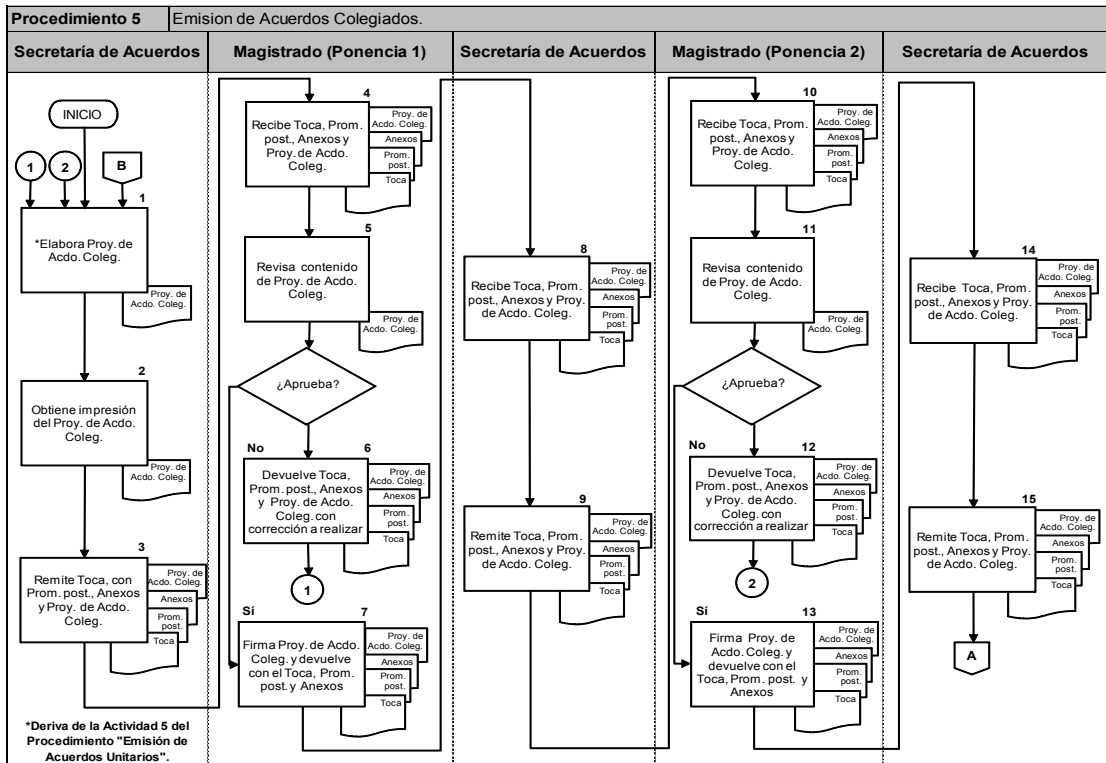 Procedimiento 5
Emision de Acuerdos Colegiados.
Secretaría de Acuerdos
Magistrado (Ponencia 1)
Secretaría de Acuerdos
Magistrado (Ponencia 2)
Secretaría de Acuerdos
INICIO
1
2
B
1
*Elabora Proy. de
Acdo. Coleg.
Proy. de
Acdo. Coleg.
2
Obtiene impresión
del Proy. de Acdo.
Coleg.
Proy. de
Acdo. Coleg.
3
Remite Toca, con
Prom. post., Anexos
y Proy. de Acdo.
Coleg.
Proy. de
Acdo. Coleg.
Anexos
Prom.
post.
Toca
*Deriva de la Actividad 5 del
Procedimiento "Emisión de
Acuerdos Unitarios".
4
Recibe Toca, Prom.
post., Anexos y
Proy. de Acdo.
Coleg.
Proy. de
Acdo. Coleg.
Anexos
Prom.
post.
Toca
5
Revisa contenido
de Proy. de Acdo.
Coleg.
Proy. de
Acdo. Coleg.
¿Aprueba?
No
6
Devuelve Toca,
Prom. post., Anexos
y Proy. de Acdo.
Coleg. con
corrección a realizar
Proy. de
Acdo. Coleg.
Anexos
Prom.
post.
Toca
1
Sí
7
Firma Proy. de Acdo.
Coleg. y devuelve
con el Toca, Prom.
post. y Anexos
Proy. de
Acdo. Coleg.
Anexos
Prom.
post.
Toca
8
Recibe Toca, Prom.
post., Anexos y Proy.
de Acdo. Coleg.
Proy. de
Acdo. Coleg.
Anexos
Prom.
post.
Toca
9
Remite Toca, Prom.
post., Anexos y Proy.
de Acdo. Coleg.
Proy. de
Acdo. Coleg.
Anexos
Prom.
post.
Toca
10
Recibe Toca, Prom.
post., Anexos y
Proy. de Acdo.
Coleg.
Proy. de
Acdo. Coleg.
Anexos
Prom.
post.
Toca
11
Revisa contenido
de Proy. de Acdo.
Coleg.
Proy. de
Acdo. Coleg.
¿Aprueba?
No
12
Devuelve Toca,
Prom. post., Anexos
y Proy. de Acdo.
Coleg. con
corrección a realizar
Proy. de
Acdo. Coleg.
Anexos
Prom.
post.
Toca
2
Sí
13
Firma Proy. de
Acdo. Coleg. y
devuelve con el
Toca, Prom. post. y
Anexos
Proy. de
Acdo. Coleg.
Anexos
Prom.
post.
Toca
14
Recibe Toca, Prom.
post., Anexos y Proy.
de Acdo. Coleg.
Proy. de
Acdo. Coleg.
Anexos
Prom.
post.
Toca
15
Remite Toca, Prom.
post., Anexos y Proy.
de Acdo. Coleg.
Proy. de
Acdo. Coleg.
Anexos
Prom.
post.
Toca
A